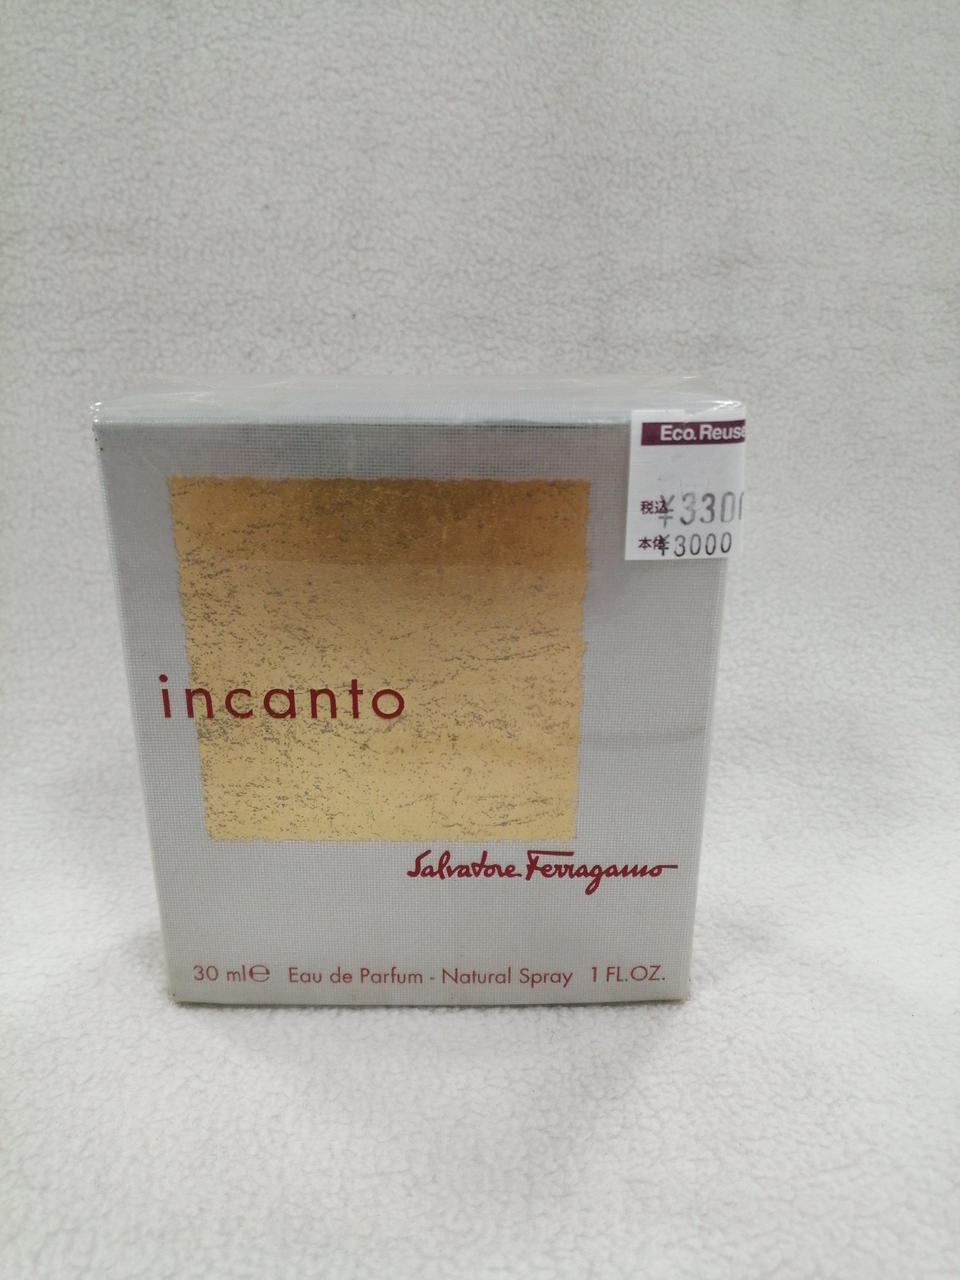 Eco.Reuse
税込 ¥3300
本体 ¥3000
incanto
Salvatore Ferragamo
30 ml℮ Eau de Parfum - Natural Spray 1 FL.OZ.